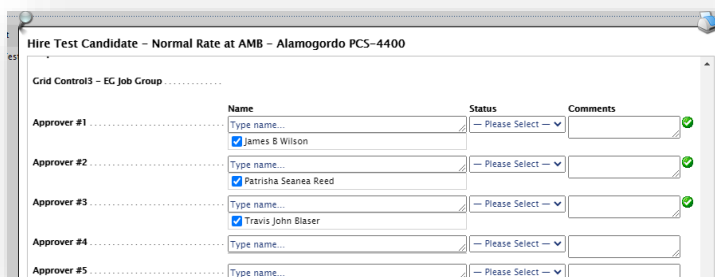 Hire Test Candidate – Normal Rate at AMB – Alamogordo PCS-4400
Grid Control3 – EG Job Group
Name Status Comments
Approver #1 Type name... — Please Select —
James B Wilson
Approver #2 Type name... — Please Select —
Patrisha Seanea Reed
Approver #3 Type name... — Please Select —
Travis John Blaser
Approver #4 Type name... — Please Select —
Approver #5 Type name... — Please Select —